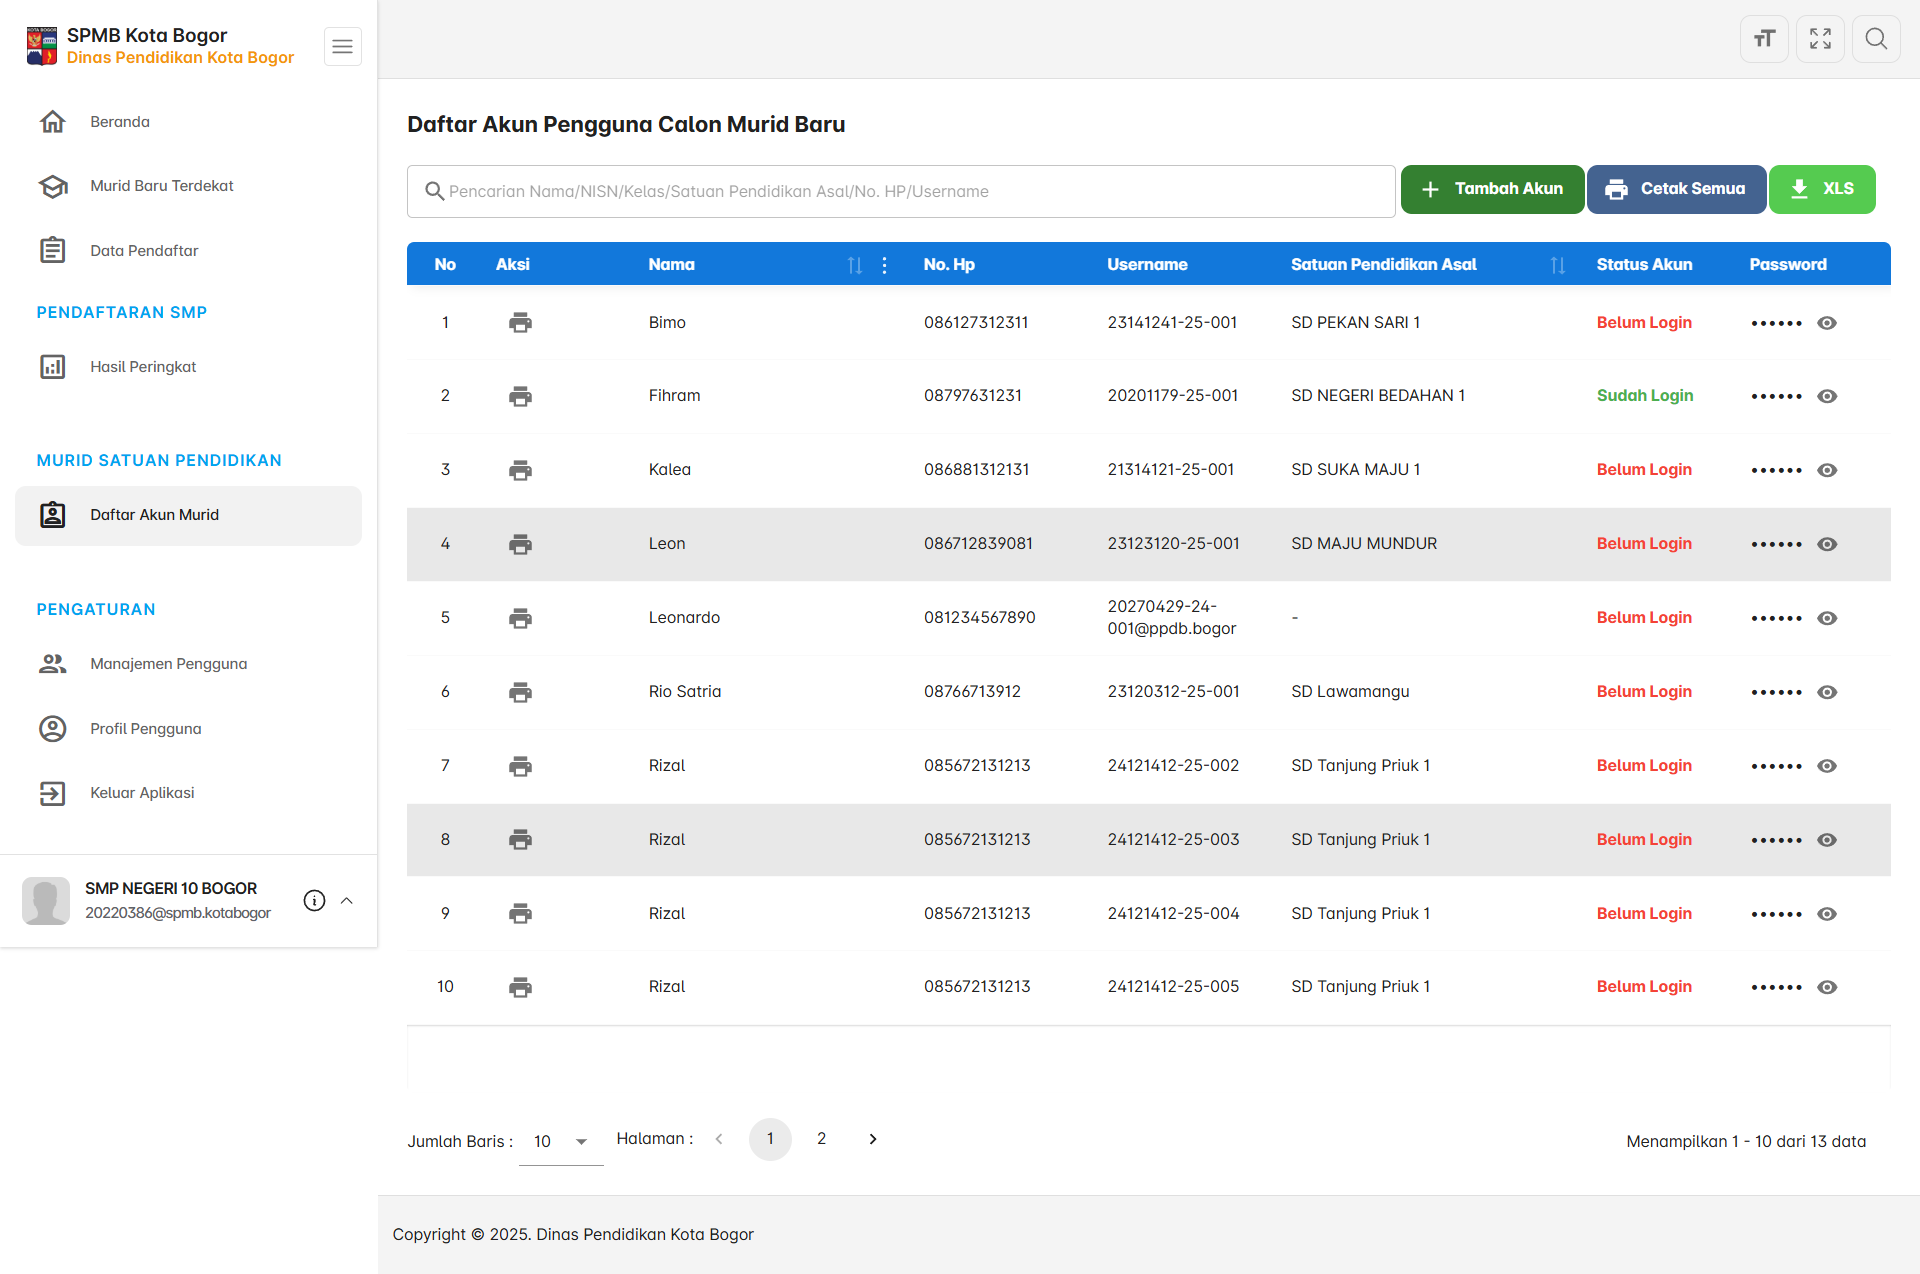 SPMB Kota Bogor
Dinas Pendidikan Kota Bogor
Beranda
Murid Baru Terdekat
Data Pendaftar
PENDAFTARAN SMP
Hasil Peringkat
MURID SATUAN PENDIDIKAN
Daftar Akun Murid
PENGATURAN
Manajemen Pengguna
Profil Pengguna
Keluar Aplikasi
SMP NEGERI 10 BOGOR
20220386@spmb.kotabogor
Daftar Akun Pengguna Calon Murid Baru
Pencarian Nama/NISN/Kelas/Satuan Pendidikan Asal/No. HP/Username
Tambah Akun Cetak Semua XLS
No Aksi Nama No. Hp Username Satuan Pendidikan Asal Status Akun Password
1 Bimo 086127312311 23141241-25-001 SD PEKAN SARI 1 Belum Login ••••••
2 Fihram 08797631231 20201179-25-001 SD NEGERI BEDAHAN 1 Sudah Login ••••••
3 Kalea 086881312131 21314121-25-001 SD SUKA MAJU 1 Belum Login ••••••
4 Leon 086712839081 23123120-25-001 SD MAJU MUNDUR Belum Login ••••••
5 Leonardo 081234567890 20270429-24-001@ppdb.bogor - Belum Login ••••••
6 Rio Satria 08766713912 23120312-25-001 SD Lawamangu Belum Login ••••••
7 Rizal 085672131213 24121412-25-002 SD Tanjung Priuk 1 Belum Login ••••••
8 Rizal 085672131213 24121412-25-003 SD Tanjung Priuk 1 Belum Login ••••••
9 Rizal 085672131213 24121412-25-004 SD Tanjung Priuk 1 Belum Login ••••••
10 Rizal 085672131213 24121412-25-005 SD Tanjung Priuk 1 Belum Login ••••••
Jumlah Baris : 10 Halaman : 1 2 Menampilkan 1 - 10 dari 13 data
Copyright © 2025. Dinas Pendidikan Kota Bogor